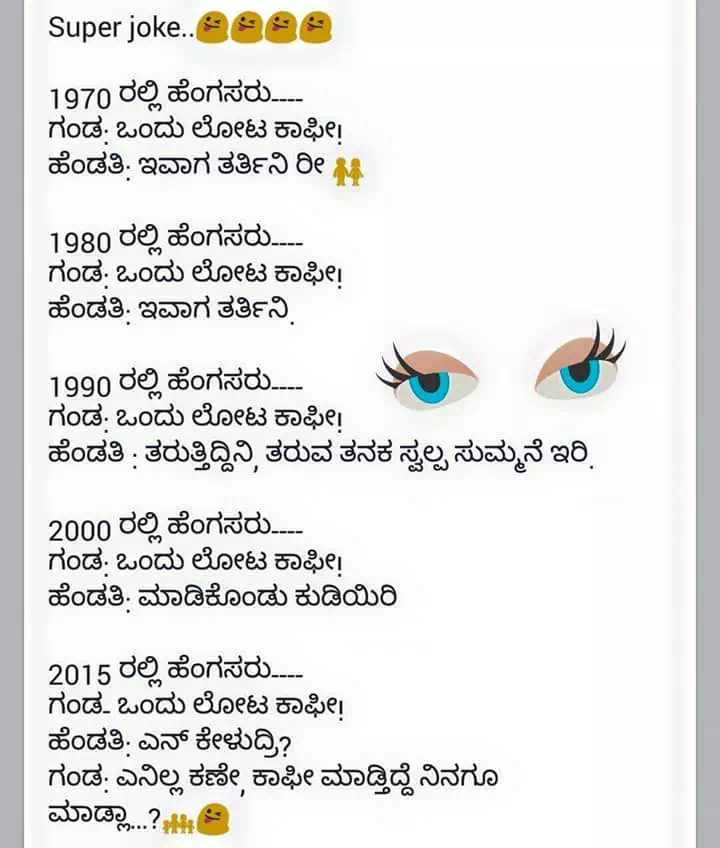 Super joke..😜😜😜😜
1970 ರಲ್ಲಿ ಹೆಂಗಸರು----
ಗಂಡ: ಒಂದು ಲೋಟ ಕಾಫೀ!
ಹೆಂಡತಿ: ಇವಾಗ ತರ್ತಿನಿ ರೀ 👫
1980 ರಲ್ಲಿ ಹೆಂಗಸರು----
ಗಂಡ: ಒಂದು ಲೋಟ ಕಾಫೀ!
ಹೆಂಡತಿ: ಇವಾಗ ತರ್ತಿನಿ.
1990 ರಲ್ಲಿ ಹೆಂಗಸರು----
ಗಂಡ: ಒಂದು ಲೋಟ ಕಾಫೀ!
ಹೆಂಡತಿ : ತರುತ್ತಿದ್ದಿನಿ, ತರುವ ತನಕ ಸ್ವಲ್ಪ ಸುಮ್ಮನೆ ಇರಿ.
2000 ರಲ್ಲಿ ಹೆಂಗಸರು----
ಗಂಡ: ಒಂದು ಲೋಟ ಕಾಫೀ!
ಹೆಂಡತಿ: ಮಾಡಿಕೊಂಡು ಕುಡಿಯಿರಿ
2015 ರಲ್ಲಿ ಹೆಂಗಸರು----
ಗಂಡ- ಒಂದು ಲೋಟ ಕಾಫೀ!
ಹೆಂಡತಿ: ಎನ್ ಕೇಳುದ್ರಿ?
ಗಂಡ: ಎನಿಲ್ಲ ಕಣೇ, ಕಾಫೀ ಮಾಡ್ತಿದ್ದೆ ನಿನಗೂ
ಮಾಡ್ಲಾ...?👪😜